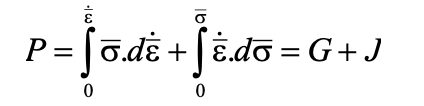 P = ∫₀^{ε̄̇} σ̄.dε̄̇ + ∫₀^{σ̄} ε̄̇.dσ̄ = G + J